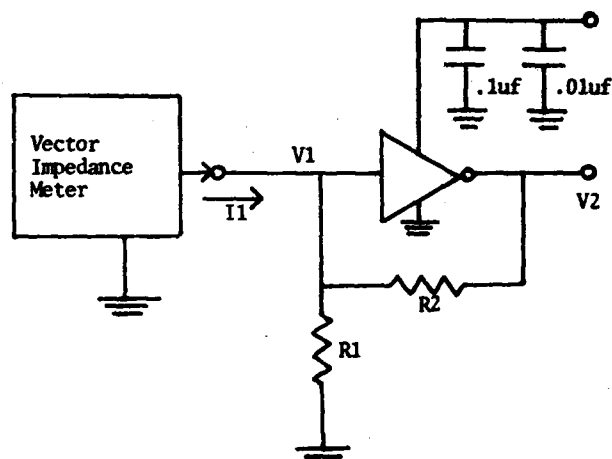 .1uf
.01uf
Vector
Impedance
Meter
V1
I1
V2
R2
R1